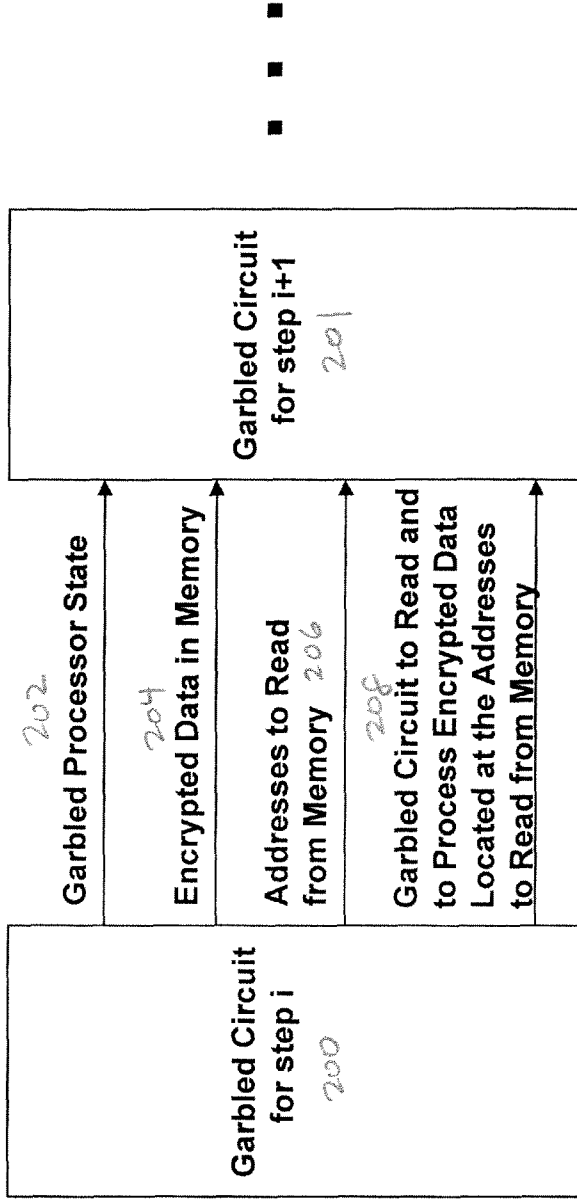 Garbled Circuit
for step i
200
202
Garbled Processor State
204
Encrypted Data in Memory
Addresses to Read
from Memory 206
208
Garbled Circuit to Read and
to Process Encrypted Data
Located at the Addresses
to Read from Memory
Garbled Circuit
for step i+1
201